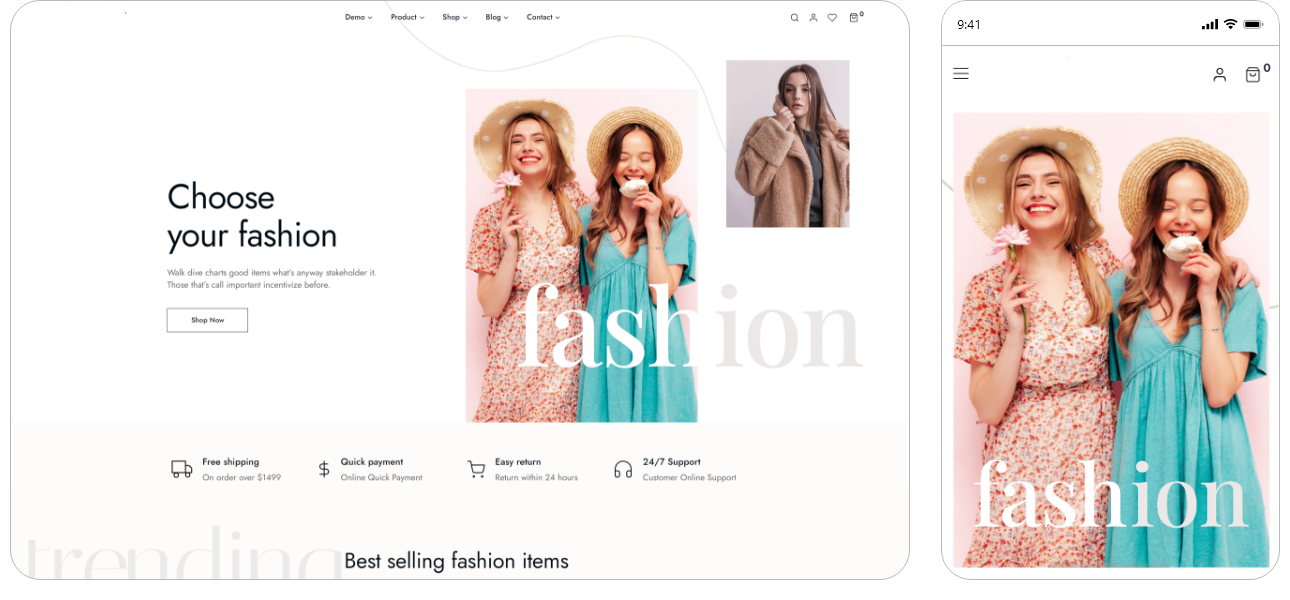 Demo
Product
Shop
Blog
Contact
0
Choose
your fashion
Walk dive charts good items what's anyway stakeholder it.
Those that's call important incentivize before.
Shop Now
fashion
Free shipping
On order over $1499
Quick payment
Online Quick Payment
Easy return
Return within 24 hours
24/7 Support
Customer Online Support
trending
Best selling fashion items
9:41
0
fashion